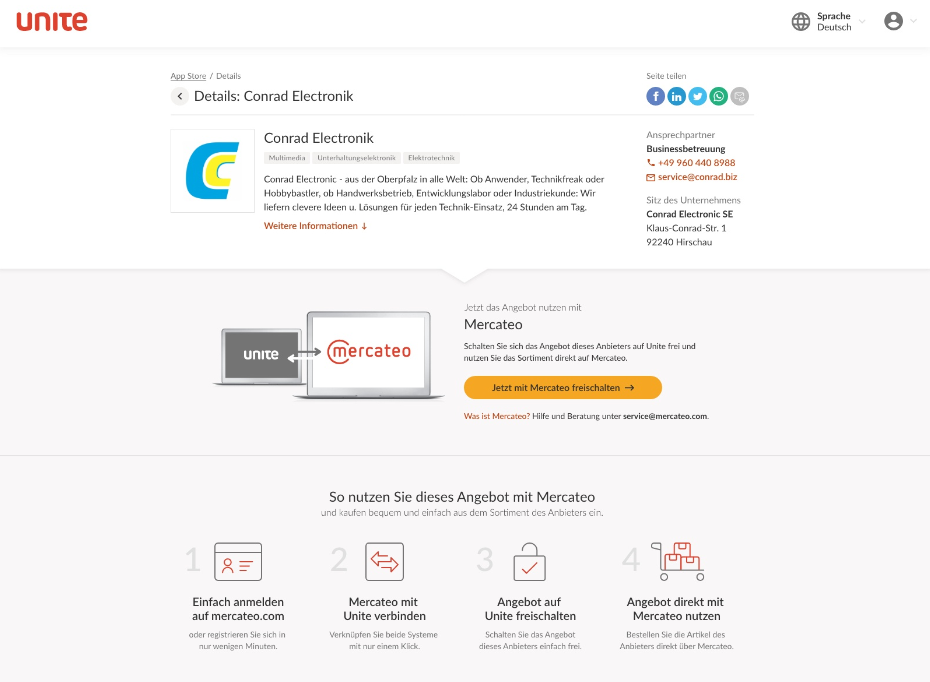 unite
Sprache
Deutsch
App Store / Details
Details: Conrad Electronik
Seite teilen
Conrad Electronik
Multimedia
Unterhaltungselektronik
Elektrotechnik
Conrad Electronik - aus der Oberpfalz in alle Welt: Ob Anwender, Technikfreak oder
Hobbybastler, ob Handwerksbetrieb, Entwicklungslabor oder Industriekunde: Wir
liefern clevere Ideen u. Lösungen für jeden Technik-Einsatz, 24 Stunden am Tag.
Weitere Informationen ↓
Ansprechpartner
Businessbetreuung
+49 960 440 8988
service@conrad.biz
Sitz des Unternehmens
Conrad Electronic SE
Klaus-Conrad-Str. 1
92240 Hirschau
unite
mercateo
Jetzt das Angebot nutzen mit
Mercateo
Schalten Sie sich das Angebot dieses Anbieters auf Unite frei und
nutzen Sie das Sortiment direkt auf Mercateo.
Jetzt mit Mercateo freischalten →
Was ist Mercateo? Hilfe und Beratung unter service@mercateo.com.
So nutzen Sie dieses Angebot mit Mercateo
und kaufen bequem und einfach aus dem Sortiment des Anbieters ein.
1
Einfach anmelden
auf mercateo.com
oder registrieren Sie sich in
nur wenigen Minuten.
2
Mercateo mit
Unite verbinden
Verknüpfen Sie beide Systeme
mit nur einem Klick.
3
Angebot auf
Unite freischalten
Schalten Sie das Angebot
dieses Anbieters einfach frei.
4
Angebot direkt mit
Mercateo nutzen
Bestellen Sie die Artikel des
Anbieters direkt über Mercateo.